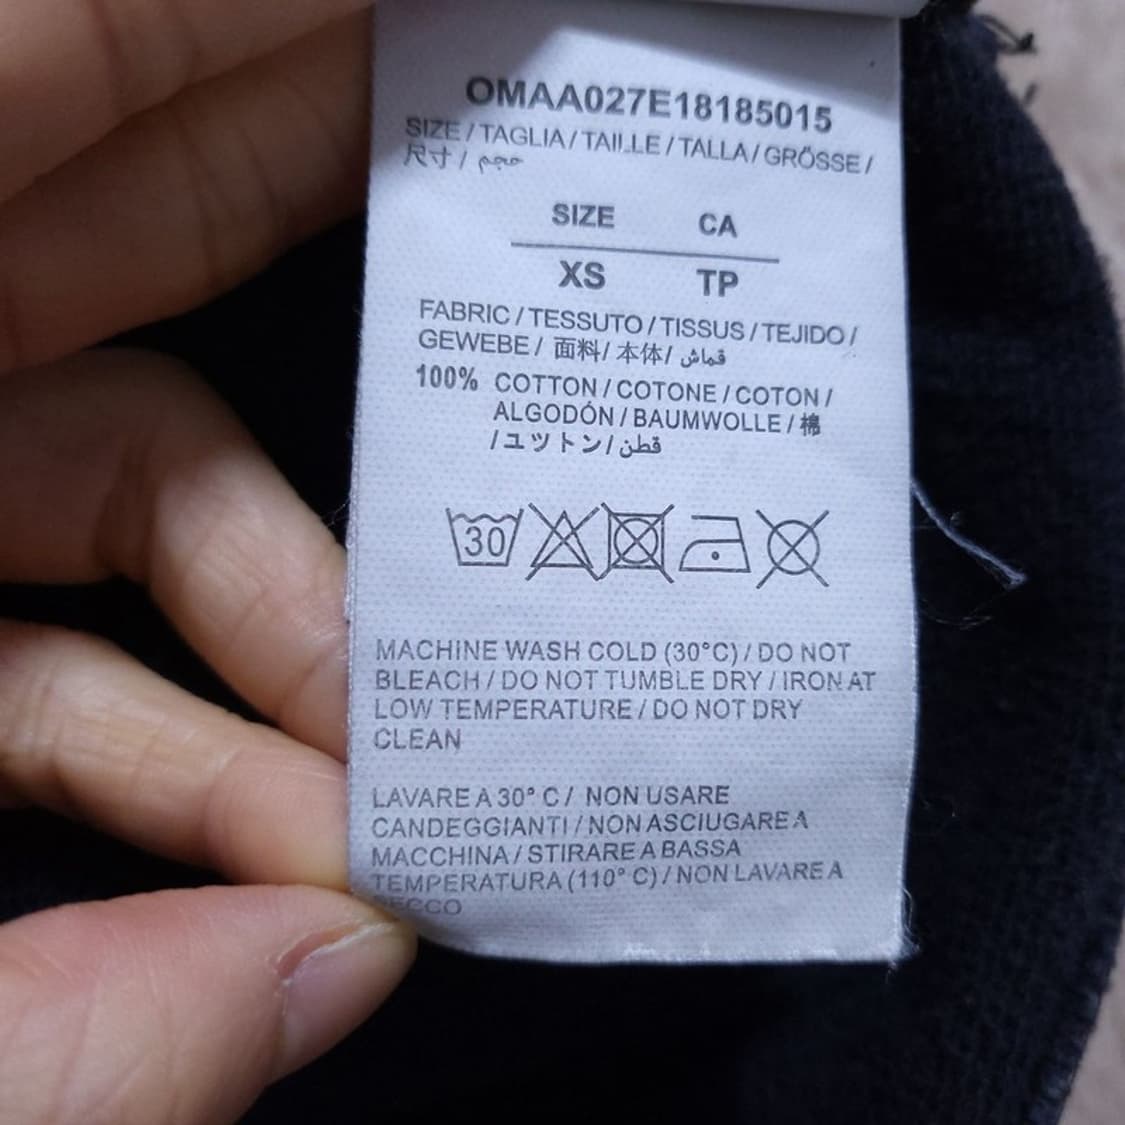 OMAA027E18185015
SIZE / TAGLIA / TAILLE / TALLA / GRÖSSE /
尺寸 / حجم
SIZE CA
XS TP
FABRIC / TESSUTO / TISSUS / TEJIDO /
GEWEBE / 面料 / 本体 / قماش
100% COTTON / COTONE / COTON /
ALGODÓN / BAUMWOLLE / 棉
/ ユツトン / قطن
30
MACHINE WASH COLD (30°C) / DO NOT
BLEACH / DO NOT TUMBLE DRY / IRON AT
LOW TEMPERATURE / DO NOT DRY
CLEAN
LAVARE A 30° C / NON USARE
CANDEGGIANTI / NON ASCIUGARE A
MACCHINA / STIRARE A BASSA
TEMPERATURA (110° C) / NON LAVARE A
SECCO